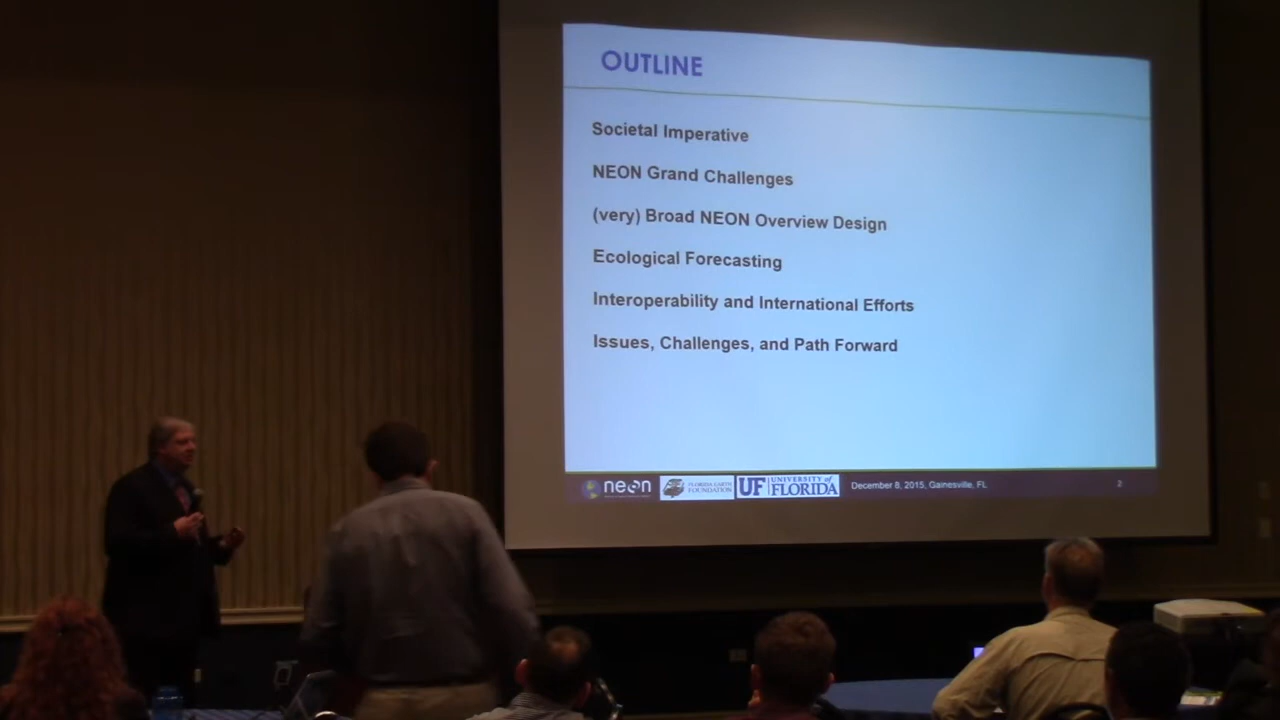 OUTLINE
Societal Imperative
NEON Grand Challenges
(very) Broad NEON Overview Design
Ecological Forecasting
Interoperability and International Efforts
Issues, Challenges, and Path Forward
neon
FLORIDA EARTH
FOUNDATION
UF UNIVERSITY of
FLORIDA
December 8, 2015, Gainesville, FL
2